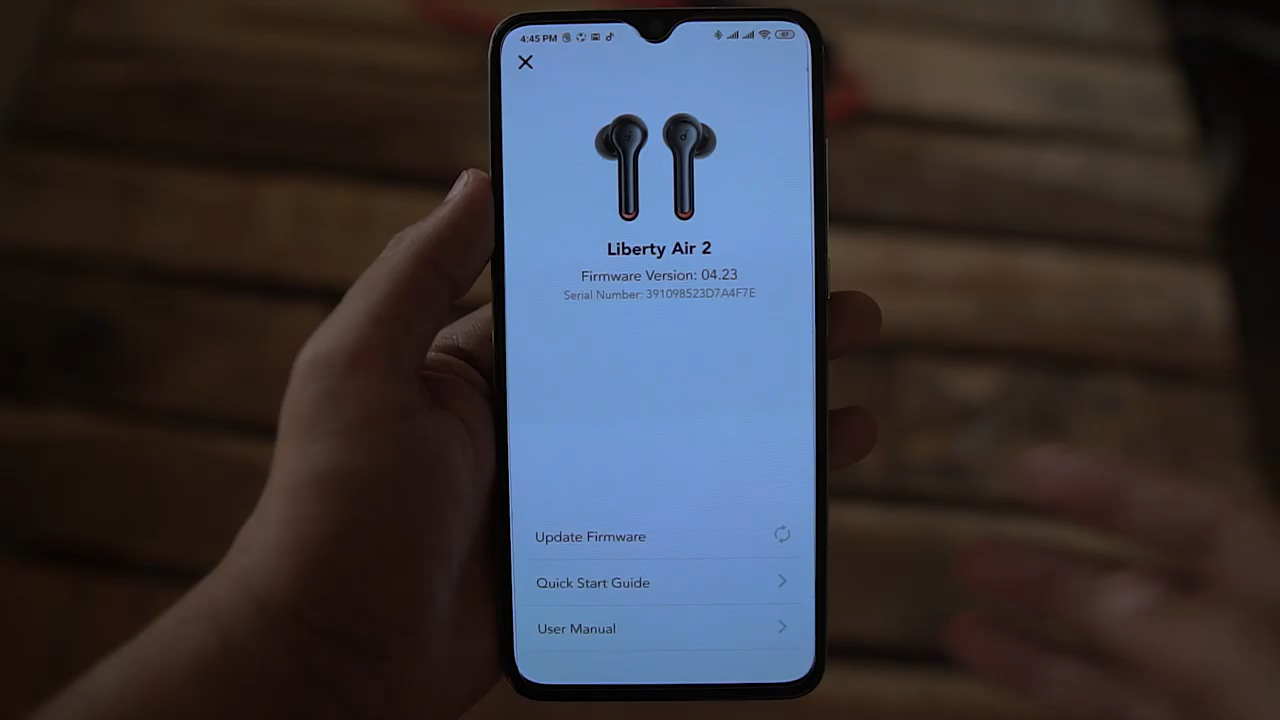 4:45 PM
Liberty Air 2
Firmware Version: 04.23
Serial Number: 391098523D7A4F7E
Update Firmware
Quick Start Guide
User Manual